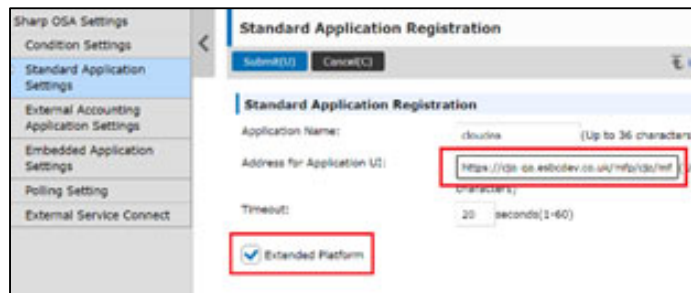 Sharp OSA Settings
Condition Settings
Standard Application
Settings
External Accounting
Application Settings
Embedded Application
Settings
Polling Setting
External Service Connect
Standard Application Registration
Submit(U)
Cancel(C)
Standard Application Registration
Application Name:
(Up to 36 characters
Address for Application UI:
characters)
Timeout:
20
seconds(1-60)
Extended Platform